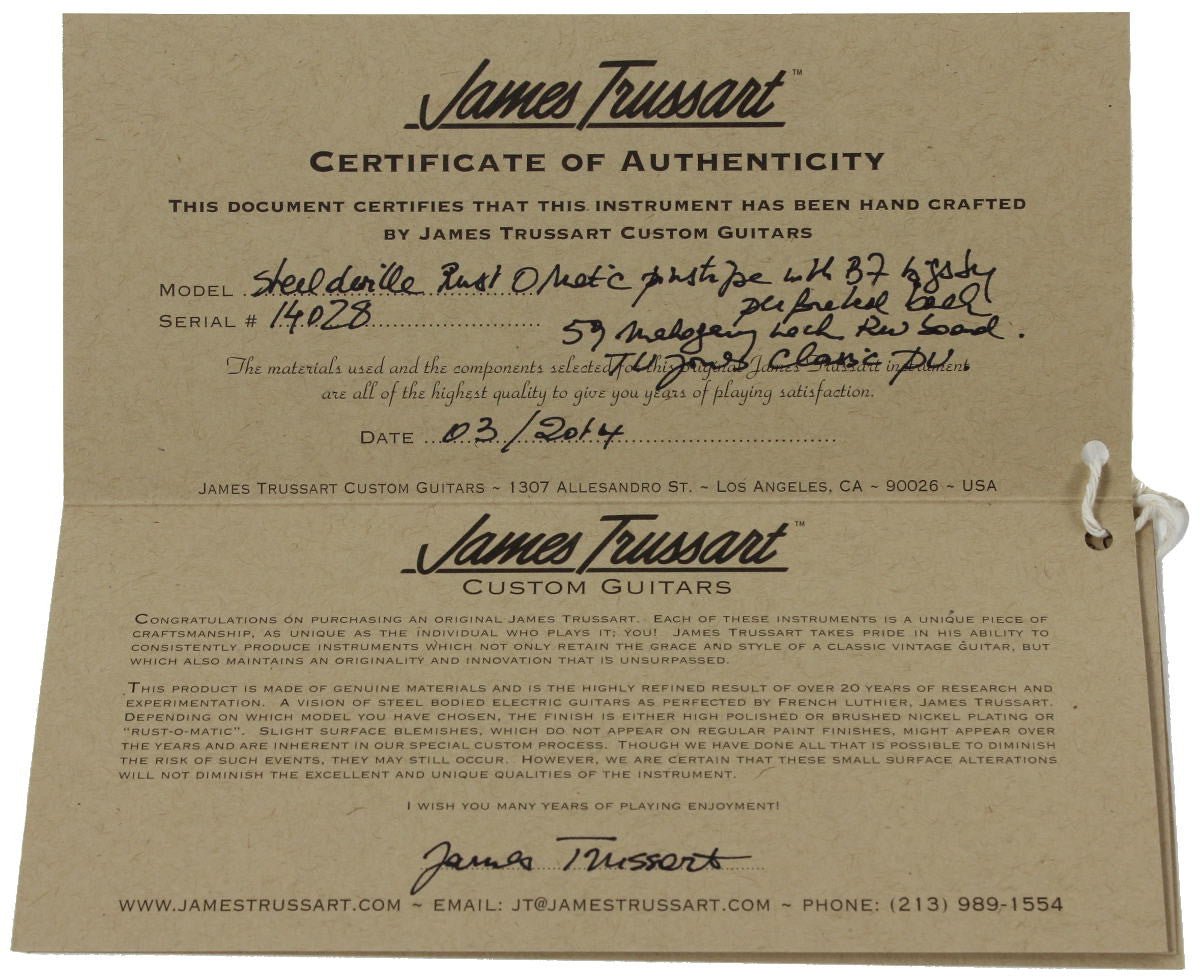 James Trussart™
CERTIFICATE OF AUTHENTICITY
THIS DOCUMENT CERTIFIES THAT THIS INSTRUMENT HAS BEEN HAND CRAFTED
BY JAMES TRUSSART CUSTOM GUITARS
MODEL Steeldeville Rust O Matic pinstripe with B7 bigsby
perforated back
SERIAL # 14028
59 mahogany neck Rw board.
TV Jones Classic pu.
The materials used and the components selected for this original James Trussart instrument
are all of the highest quality to give you years of playing satisfaction.
DATE 03/2014
JAMES TRUSSART CUSTOM GUITARS ~ 1307 ALLESANDRO ST. ~ LOS ANGELES, CA ~ 90026 ~ USA
James Trussart™
CUSTOM GUITARS
CONGRATULATIONS ON PURCHASING AN ORIGINAL JAMES TRUSSART. EACH OF THESE INSTRUMENTS IS A UNIQUE PIECE OF
CRAFTSMANSHIP, AS UNIQUE AS THE INDIVIDUAL WHO PLAYS IT; YOU! JAMES TRUSSART TAKES PRIDE IN HIS ABILITY TO
CONSISTENTLY PRODUCE INSTRUMENTS WHICH NOT ONLY RETAIN THE GRACE AND STYLE OF A CLASSIC VINTAGE GUITAR, BUT
WHICH ALSO MAINTAINS AN ORIGINALITY AND INNOVATION THAT IS UNSURPASSED.
THIS PRODUCT IS MADE OF GENUINE MATERIALS AND IS THE HIGHLY REFINED RESULT OF OVER 20 YEARS OF RESEARCH AND
EXPERIMENTATION. A VISION OF STEEL BODIED ELECTRIC GUITARS AS PERFECTED BY FRENCH LUTHIER, JAMES TRUSSART.
DEPENDING ON WHICH MODEL YOU HAVE CHOSEN, THE FINISH IS EITHER HIGH POLISHED OR BRUSHED NICKEL PLATING OR
"RUST-O-MATIC". SLIGHT SURFACE BLEMISHES, WHICH DO NOT APPEAR ON REGULAR PAINT FINISHES, MIGHT APPEAR OVER
THE YEARS AND ARE INHERENT IN OUR SPECIAL CUSTOM PROCESS. THOUGH WE HAVE DONE ALL THAT IS POSSIBLE TO DIMINISH
THE RISK OF SUCH EVENTS, THEY MAY STILL OCCUR. HOWEVER, WE ARE CERTAIN THAT THESE SMALL SURFACE ALTERATIONS
WILL NOT DIMINISH THE EXCELLENT AND UNIQUE QUALITIES OF THE INSTRUMENT.
I WISH YOU MANY YEARS OF PLAYING ENJOYMENT!
James Trussart
WWW.JAMESTRUSSART.COM ~ EMAIL: JT@JAMESTRUSSART.COM ~ PHONE: (213) 989-1554